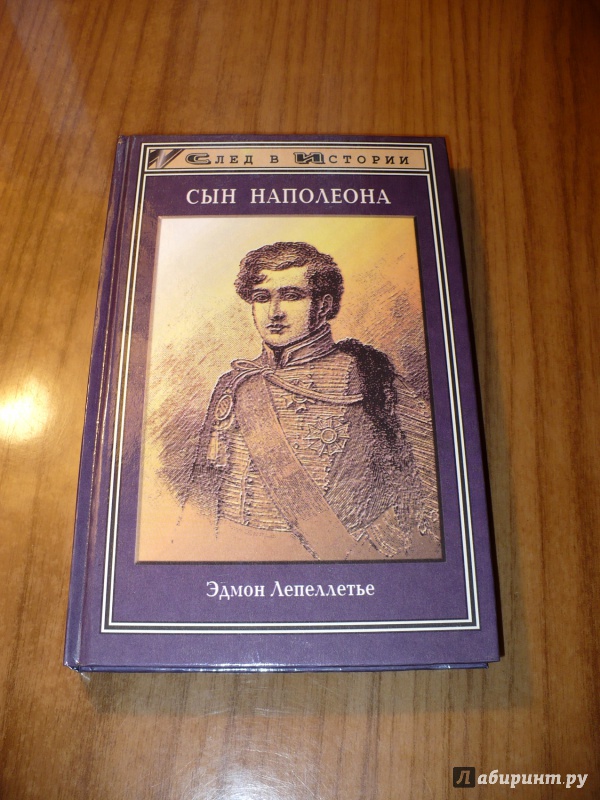 След в Истории
СЫН НАПОЛЕОНА
Эдмон Лепеллетье
Лабиринт.ру